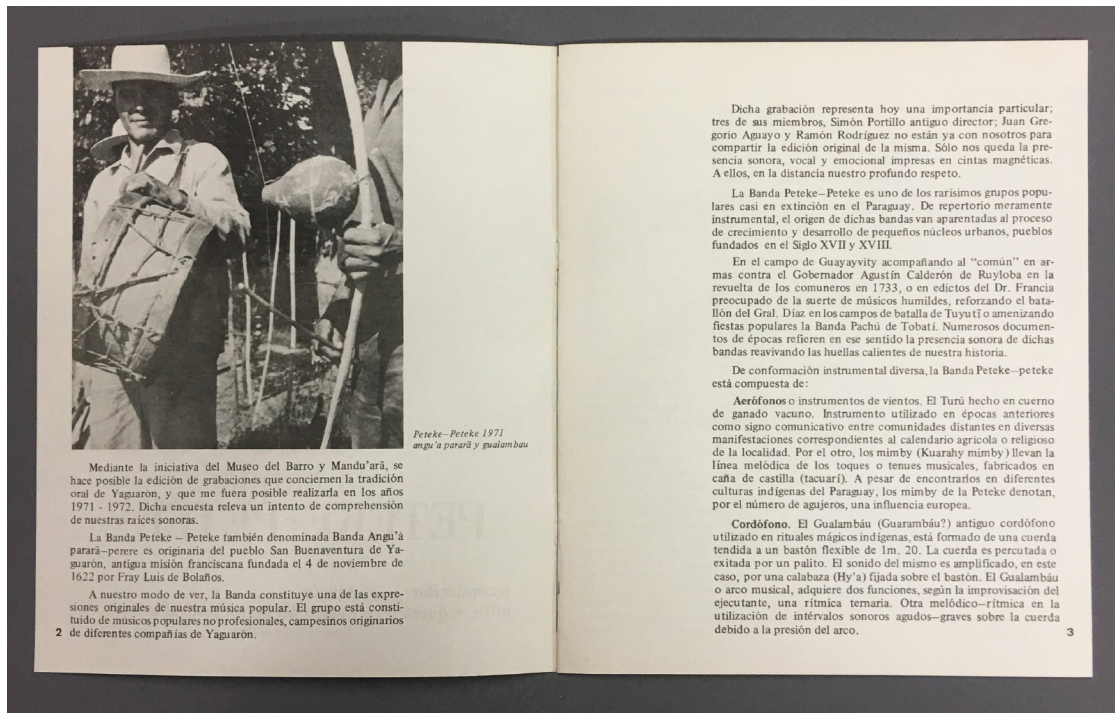 Peteke—Peteke 1971
angu'a pararã y gualambau
Mediante la iniciativa del Museo del Barro y Mandu'arã, se
hace posible la edición de grabaciones que conciernen la tradición
oral de Yaguarón, y que me fuera posible realizarla en los años
1971 - 1972. Dicha encuesta releva un intento de comprehensión
de nuestras raíces sonoras.
La Banda Peteke — Peteke también denominada Banda Angu'à
parará—perere es originaria del pueblo San Buenaventura de Ya-
guarón, antigua misión franciscana fundada el 4 de noviembre de
1622 por Fray Luis de Bolaños.
A nuestro modo de ver, la Banda constituye una de las expre-
siones originales de nuestra música popular. El grupo está consti-
tuido de músicos populares no profesionales, campesinos originarios
de diferentes compañías de Yaguarón.
2
Dicha grabación representa hoy una importancia particular;
tres de sus miembros, Simón Portillo antiguo director; Juan Gre-
gorio Aguayo y Ramón Rodríguez no están ya con nosotros para
compartir la edición original de la misma. Sólo nos queda la pre-
sencia sonora, vocal y emocional impresas en cintas magnéticas.
A ellos, en la distancia nuestro profundo respeto.
La Banda Peteke—Peteke es uno de los rarísimos grupos popu-
lares casi en extinción en el Paraguay. De repertorio meramente
instrumental, el origen de dichas bandas van aparentadas al proceso
de crecimiento y desarrollo de pequeños núcleos urbanos, pueblos
fundados en el Siglo XVII y XVIII.
En el campo de Guayayvity acompañando al "común" en ar-
mas contra el Gobernador Agustín Calderón de Ruyloba en la
revuelta de los comuneros en 1733, o en edictos del Dr. Francia
preocupado de la suerte de músicos humildes, reforzando el bata-
llón del Gral. Díaz en los campos de batalla de Tuyutĩ o amenizando
fiestas populares la Banda Pachú de Tobatí. Numerosos documen-
tos de épocas refieren en ese sentido la presencia sonora de dichas
bandas reavivando las huellas calientes de nuestra historia.
De conformación instrumental diversa, la Banda Peteke—peteke
está compuesta de:
Aerófonos o instrumentos de vientos. El Turú hecho en cuerno
de ganado vacuno. Instrumento utilizado en épocas anteriores
como signo comunicativo entre comunidades distantes en diversas
manifestaciones correspondientes al calendario agrícola o religioso
de la localidad. Por el otro, los mimby (Kuarahy mimby) llevan la
línea melódica de los toques o tenues musicales, fabricados en
caña de castilla (tacuarí). A pesar de encontrarlos en diferentes
culturas indígenas del Paraguay, los mimby de la Peteke denotan,
por el número de agujeros, una influencia europea.
Cordófono. El Gualambáu (Guarambáu?) antiguo cordófono
utilizado en rituales mágicos indígenas, está formado de una cuerda
tendida a un bastón flexible de 1m. 20. La cuerda es percutada o
exitada por un palito. El sonido del mismo es amplificado, en este
caso, por una calabaza (Hy'a) fijada sobre el bastón. El Gualambáu
o arco musical, adquiere dos funciones, según la improvisación del
ejecutante, una rítmica ternaria. Otra melódico—rítmica en la
utilización de intérvalos sonoros agudos—graves sobre la cuerda
debido a la presión del arco.
3